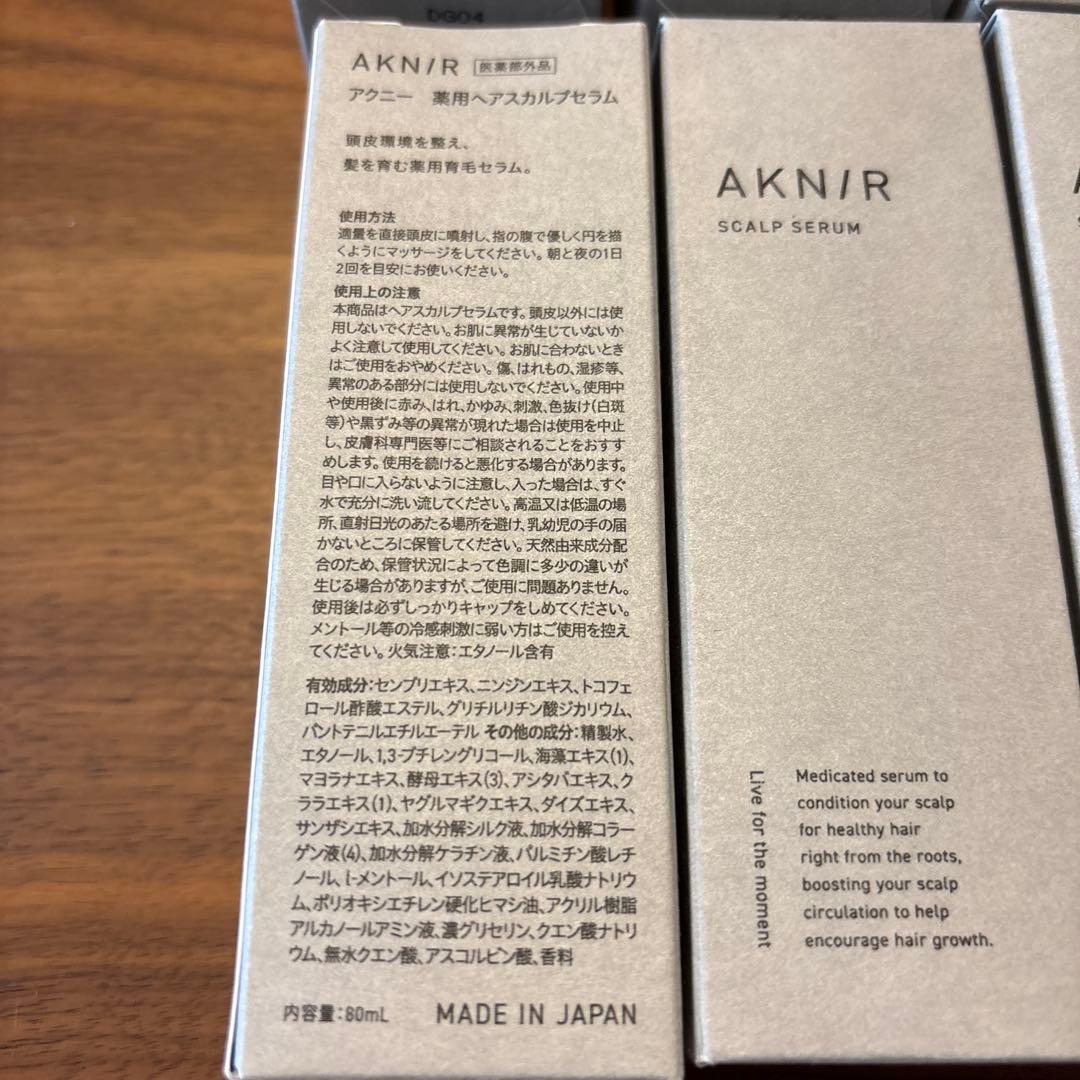 DG04
AKNIR 医薬部外品
アクニー 薬用ヘアスカルプセラム
頭皮環境を整え、
髪を育む薬用育毛セラム。
使用方法
適量を直接頭皮に噴射し、指の腹で優しく円を描
くようにマッサージをしてください。朝と夜の1日
2回を目安にお使いください。
使用上の注意
本商品はヘアスカルプセラムです。頭皮以外には使
用しないでください。お肌に異常が生じていないか
よく注意して使用してください。お肌に合わないとき
はご使用をおやめください。傷、はれもの、湿疹等、
異常のある部分には使用しないでください。使用中
や使用後に赤み、はれ、かゆみ、刺激、色抜け(白斑
等)や黒ずみ等の異常が現れた場合は使用を中止
し、皮膚科専門医等にご相談されることをおすす
めします。使用を続けると悪化する場合があります。
目や口に入らないように注意し、入った場合は、すぐ
水で充分に洗い流してください。高温又は低温の場
所、直射日光のあたる場所を避け、乳幼児の手の届
かないところに保管してください。天然由来成分配
合のため、保管状況によって色調に多少の違いが
生じる場合がありますが、ご使用に問題ありません。
使用後は必ずしっかりキャップをしめてください。
メントール等の冷感刺激に弱い方はご使用を控え
てください。火気注意:エタノール含有
有効成分:センブリエキス、ニンジンエキス、トコフェ
ロール酢酸エステル、グリチルリチン酸ジカリウム、
パントテニルエチルエーテル その他の成分:精製水、
エタノール、1,3-ブチレングリコール、海藻エキス(1)、
マヨラナエキス、酵母エキス(3)、アシタバエキス、ク
ララエキス(1)、ヤグルマギクエキス、ダイズエキス、
サンザシエキス、加水分解シルク液、加水分解コラー
ゲン液(4)、加水分解ケラチン液、パルミチン酸レチ
ノール、l-メントール、イソステアロイル乳酸ナトリウ
ム、ポリオキシエチレン硬化ヒマシ油、アクリル樹脂
アルカノールアミン液、濃グリセリン、クエン酸ナトリ
ウム、無水クエン酸、アスコルビン酸、香料
内容量:80mL MADE IN JAPAN
AKNIR
SCALP SERUM
Live for the moment
Medicated serum to
condition your scalp
for healthy hair
right from the roots,
boosting your scalp
circulation to help
encourage hair growth.